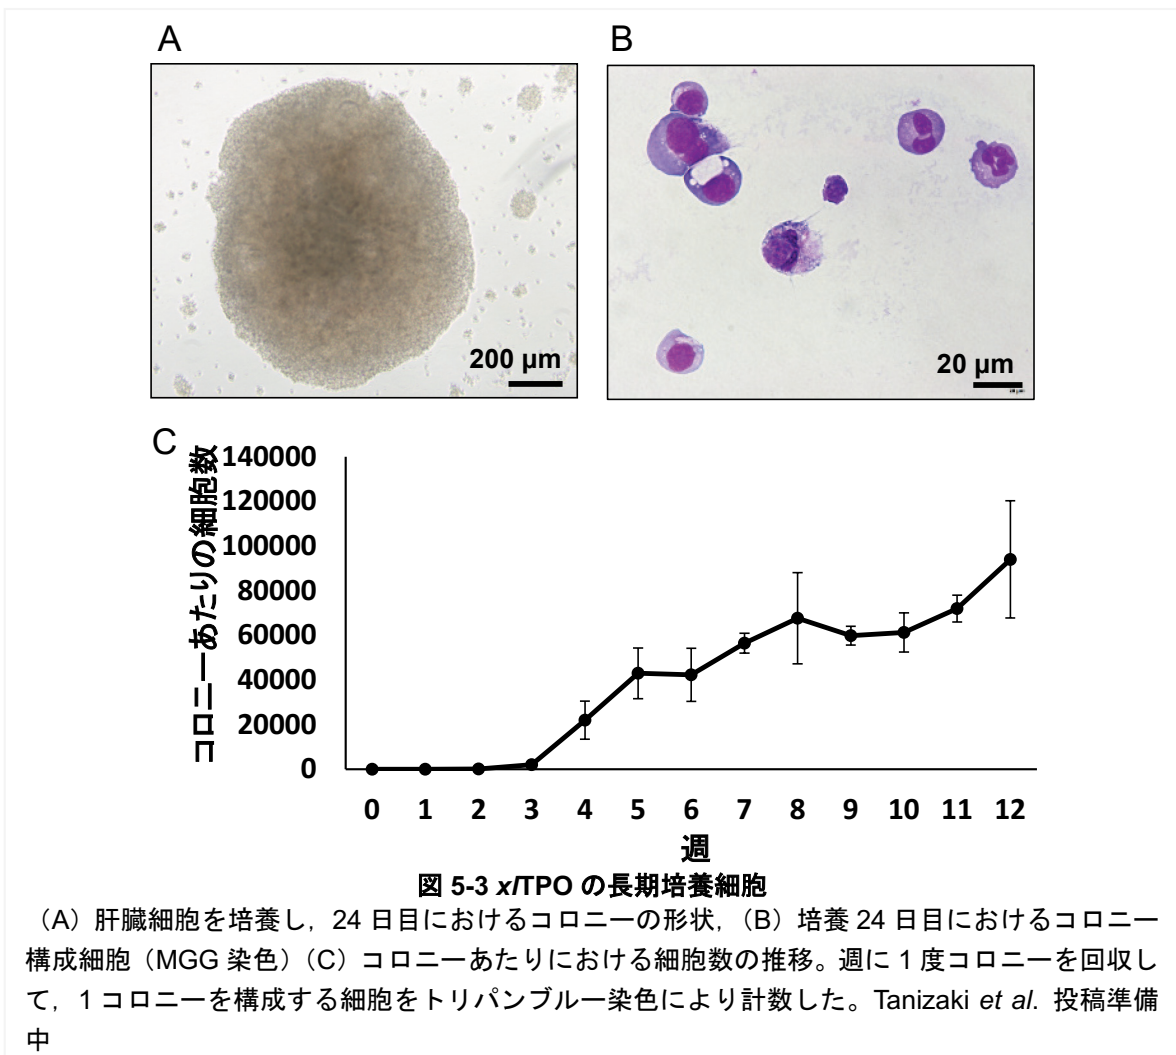 A
B
200 µm
20 µm
C
コロニーあたりの細胞数
140000
120000
100000
80000
60000
40000
20000
0
0 1 2 3 4 5 6 7 8 9 10 11 12
週
図 5-3 xlTPO の長期培養細胞
（A）肝臓細胞を培養し，24 日目におけるコロニーの形状,（B）培養 24 日目におけるコロニー
構成細胞（MGG 染色）（C）コロニーあたりにおける細胞数の推移。週に 1 度コロニーを回収し
て，1 コロニーを構成する細胞をトリパンブルー染色により計数した。Tanizaki et al. 投稿準備
中